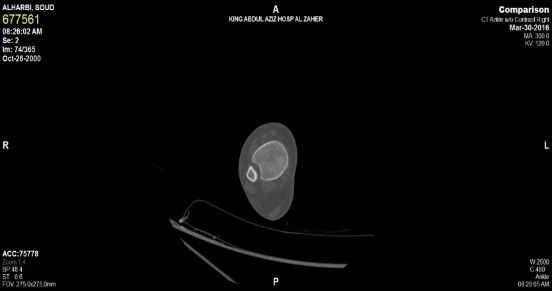 ALHARBI, SOUD
677561
08:26:02 AM
Se: 2
Im: 74/365
Oct-26-2000
A
KING ABDUL AZIZ HOSP AL ZAHER
Comparison
CT Ankle w/o Contrast Right
Mar-30-2016
MA: 300.0
KV: 120.0
R
L
ACC:75778
Zoom: 1.4
SP: 48.4
ST: 0.6
FOV: 275.0x275.0mm
P
W:2500
C:480
Ankle
08:28:05 AM